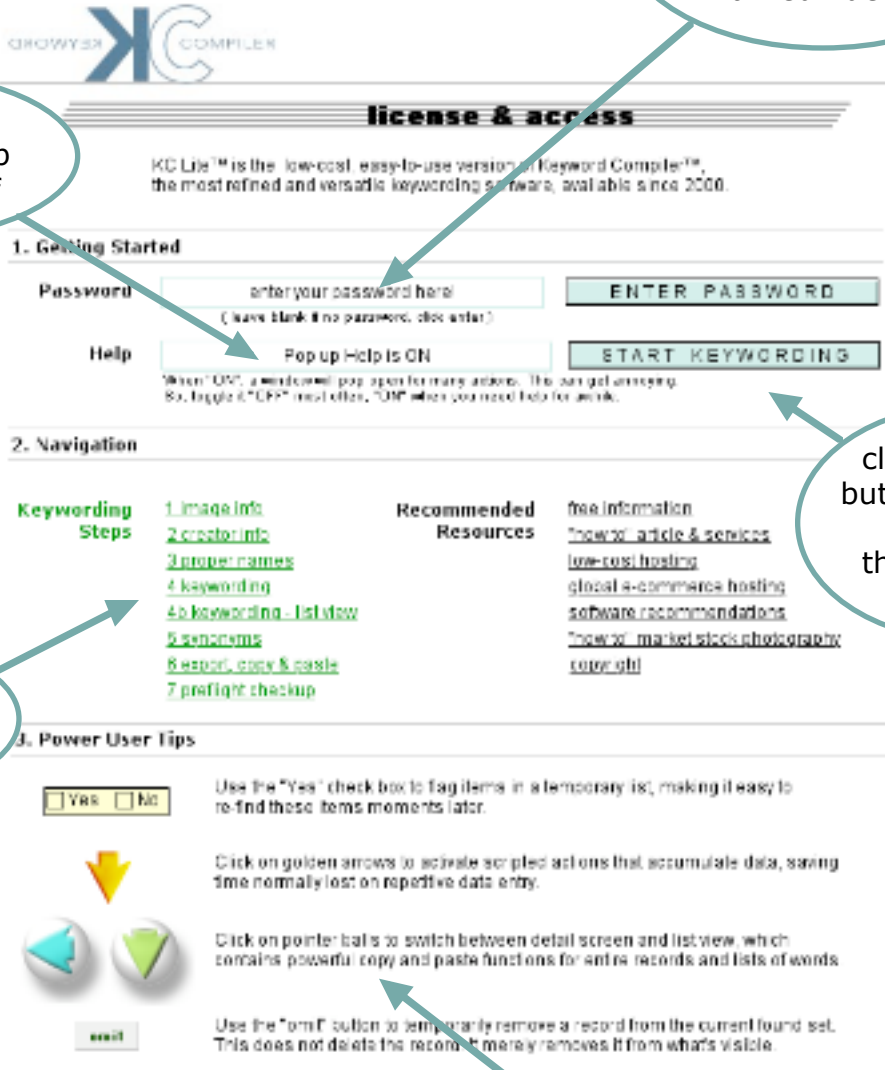 DROWYEK KC COMPILER
license & access
KC Lite™ is the low-cost, easy-to-use version of Keyword Compiler™,
the most refined and versatile keywording software, available since 2000.
1. Getting Started
Password
enter your password here!
ENTER PASSWORD
( leave blank if no password, click enter )
Help
Pop up Help is ON
START KEYWORDING
When "ON", a window will pop open for many actions. This can get annoying.
So, toggle it "OFF" most often, "ON" when you need help for awhile.
2. Navigation
cl
but
th
Keywording
Steps
1 image info
2 creator info
3 proper names
4 keywording
4b keywording - list view
5 synonyms
6 export, copy & paste
7 preflight checkup
Recommended
Resources
free information
"how to" article & services
low-cost hosting
global e-commerce hosting
software recommendations
"how to" market stock photography
copyright
3. Power User Tips
Yes No
Use the "Yes" check box to flag items in a temporary list, making it easy to
re-find these items moments later.
Click on golden arrows to activate scripted actions that accumulate data, saving
time normally lost on repetitive data entry.
Click on pointer balls to switch between detail screen and list view, which
contains powerful copy and paste functions for entire records and lists of words.
omit
Use the "omit" button to temporarily remove a record from the current found set.
This does not delete the record. It merely removes it from what's visible.